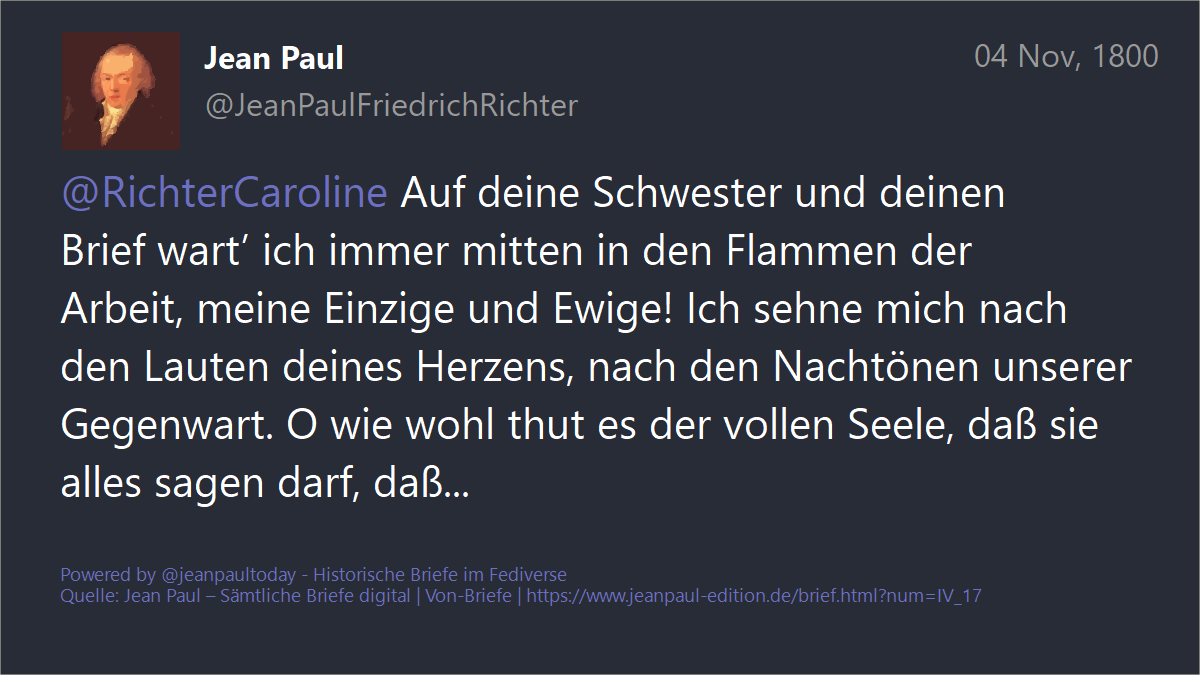 Jean Paul
04 Nov, 1800
@JeanPaulFriedrichRichter
@RichterCaroline Auf deine Schwester und deinen
Brief wart’ ich immer mitten in den Flammen der
Arbeit, meine Einzige und Ewige! Ich sehne mich nach
den Lauten deines Herzens, nach den Nachtönen unserer
Gegenwart. O wie wohl thut es der vollen Seele, daß sie
alles sagen darf, daß...
Powered by @jeanpaultoday - Historische Briefe im Fediverse
Quelle: Jean Paul – Sämtliche Briefe digital | Von-Briefe | https://www.jeanpaul-edition.de/brief.html?num=IV_17